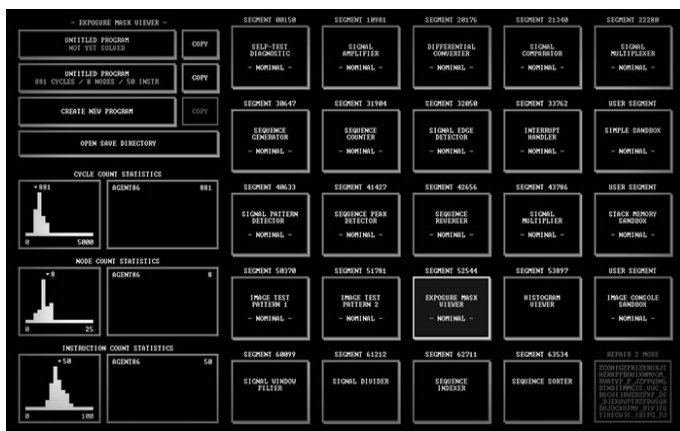 - EXPOSURE MASK VIEWER -
UNTITLED PROGRAM
NOT YET SOLVED
COPY
UNTITLED PROGRAM
881 CYCLES / 8 NODES / 50 INSTR
COPY
CREATE NEW PROGRAM
COPY
OPEN SAVE DIRECTORY
CYCLE COUNT STATISTICS
881
AGENT86 881
0 5000
NODE COUNT STATISTICS
8
AGENT86 8
0 25
INSTRUCTION COUNT STATISTICS
50
AGENT86 50
0 100
SEGMENT 00150
SELF-TEST
DIAGNOSTIC
- NOMINAL -
SEGMENT 10981
SIGNAL
AMPLIFIER
- NOMINAL -
SEGMENT 20176
DIFFERENTIAL
CONVERTER
- NOMINAL -
SEGMENT 21340
SIGNAL
COMPARATOR
- NOMINAL -
SEGMENT 22280
SIGNAL
MULTIPLEXER
- NOMINAL -
SEGMENT 30647
SEQUENCE
GENERATOR
- NOMINAL -
SEGMENT 31904
SEQUENCE
COUNTER
- NOMINAL -
SEGMENT 32050
SIGNAL EDGE
DETECTOR
- NOMINAL -
SEGMENT 33762
INTERRUPT
HANDLER
- NOMINAL -
USER SEGMENT
SIMPLE SANDBOX
- NOMINAL -
SEGMENT 40633
SIGNAL PATTERN
DETECTOR
- NOMINAL -
SEGMENT 41427
SEQUENCE PEAK
DETECTOR
- NOMINAL -
SEGMENT 42656
SEQUENCE
REVERSER
- NOMINAL -
SEGMENT 43786
SIGNAL
MULTIPLIER
- NOMINAL -
USER SEGMENT
STACK MEMORY
SANDBOX
- NOMINAL -
SEGMENT 50370
IMAGE TEST
PATTERN 1
- NOMINAL -
SEGMENT 51781
IMAGE TEST
PATTERN 2
- NOMINAL -
SEGMENT 52544
EXPOSURE MASK
VIEWER
- NOMINAL -
SEGMENT 53897
HISTOGRAM
VIEWER
USER SEGMENT
IMAGE CONSOLE
SANDBOX
- NOMINAL -
SEGMENT 60099
SIGNAL WINDOW
FILTER
SEGMENT 61212
SIGNAL DIVIDER
SEGMENT 62711
SEQUENCE
INDEXER
SEGMENT 63534
SEQUENCE SORTER
REPAIR 2 MORE